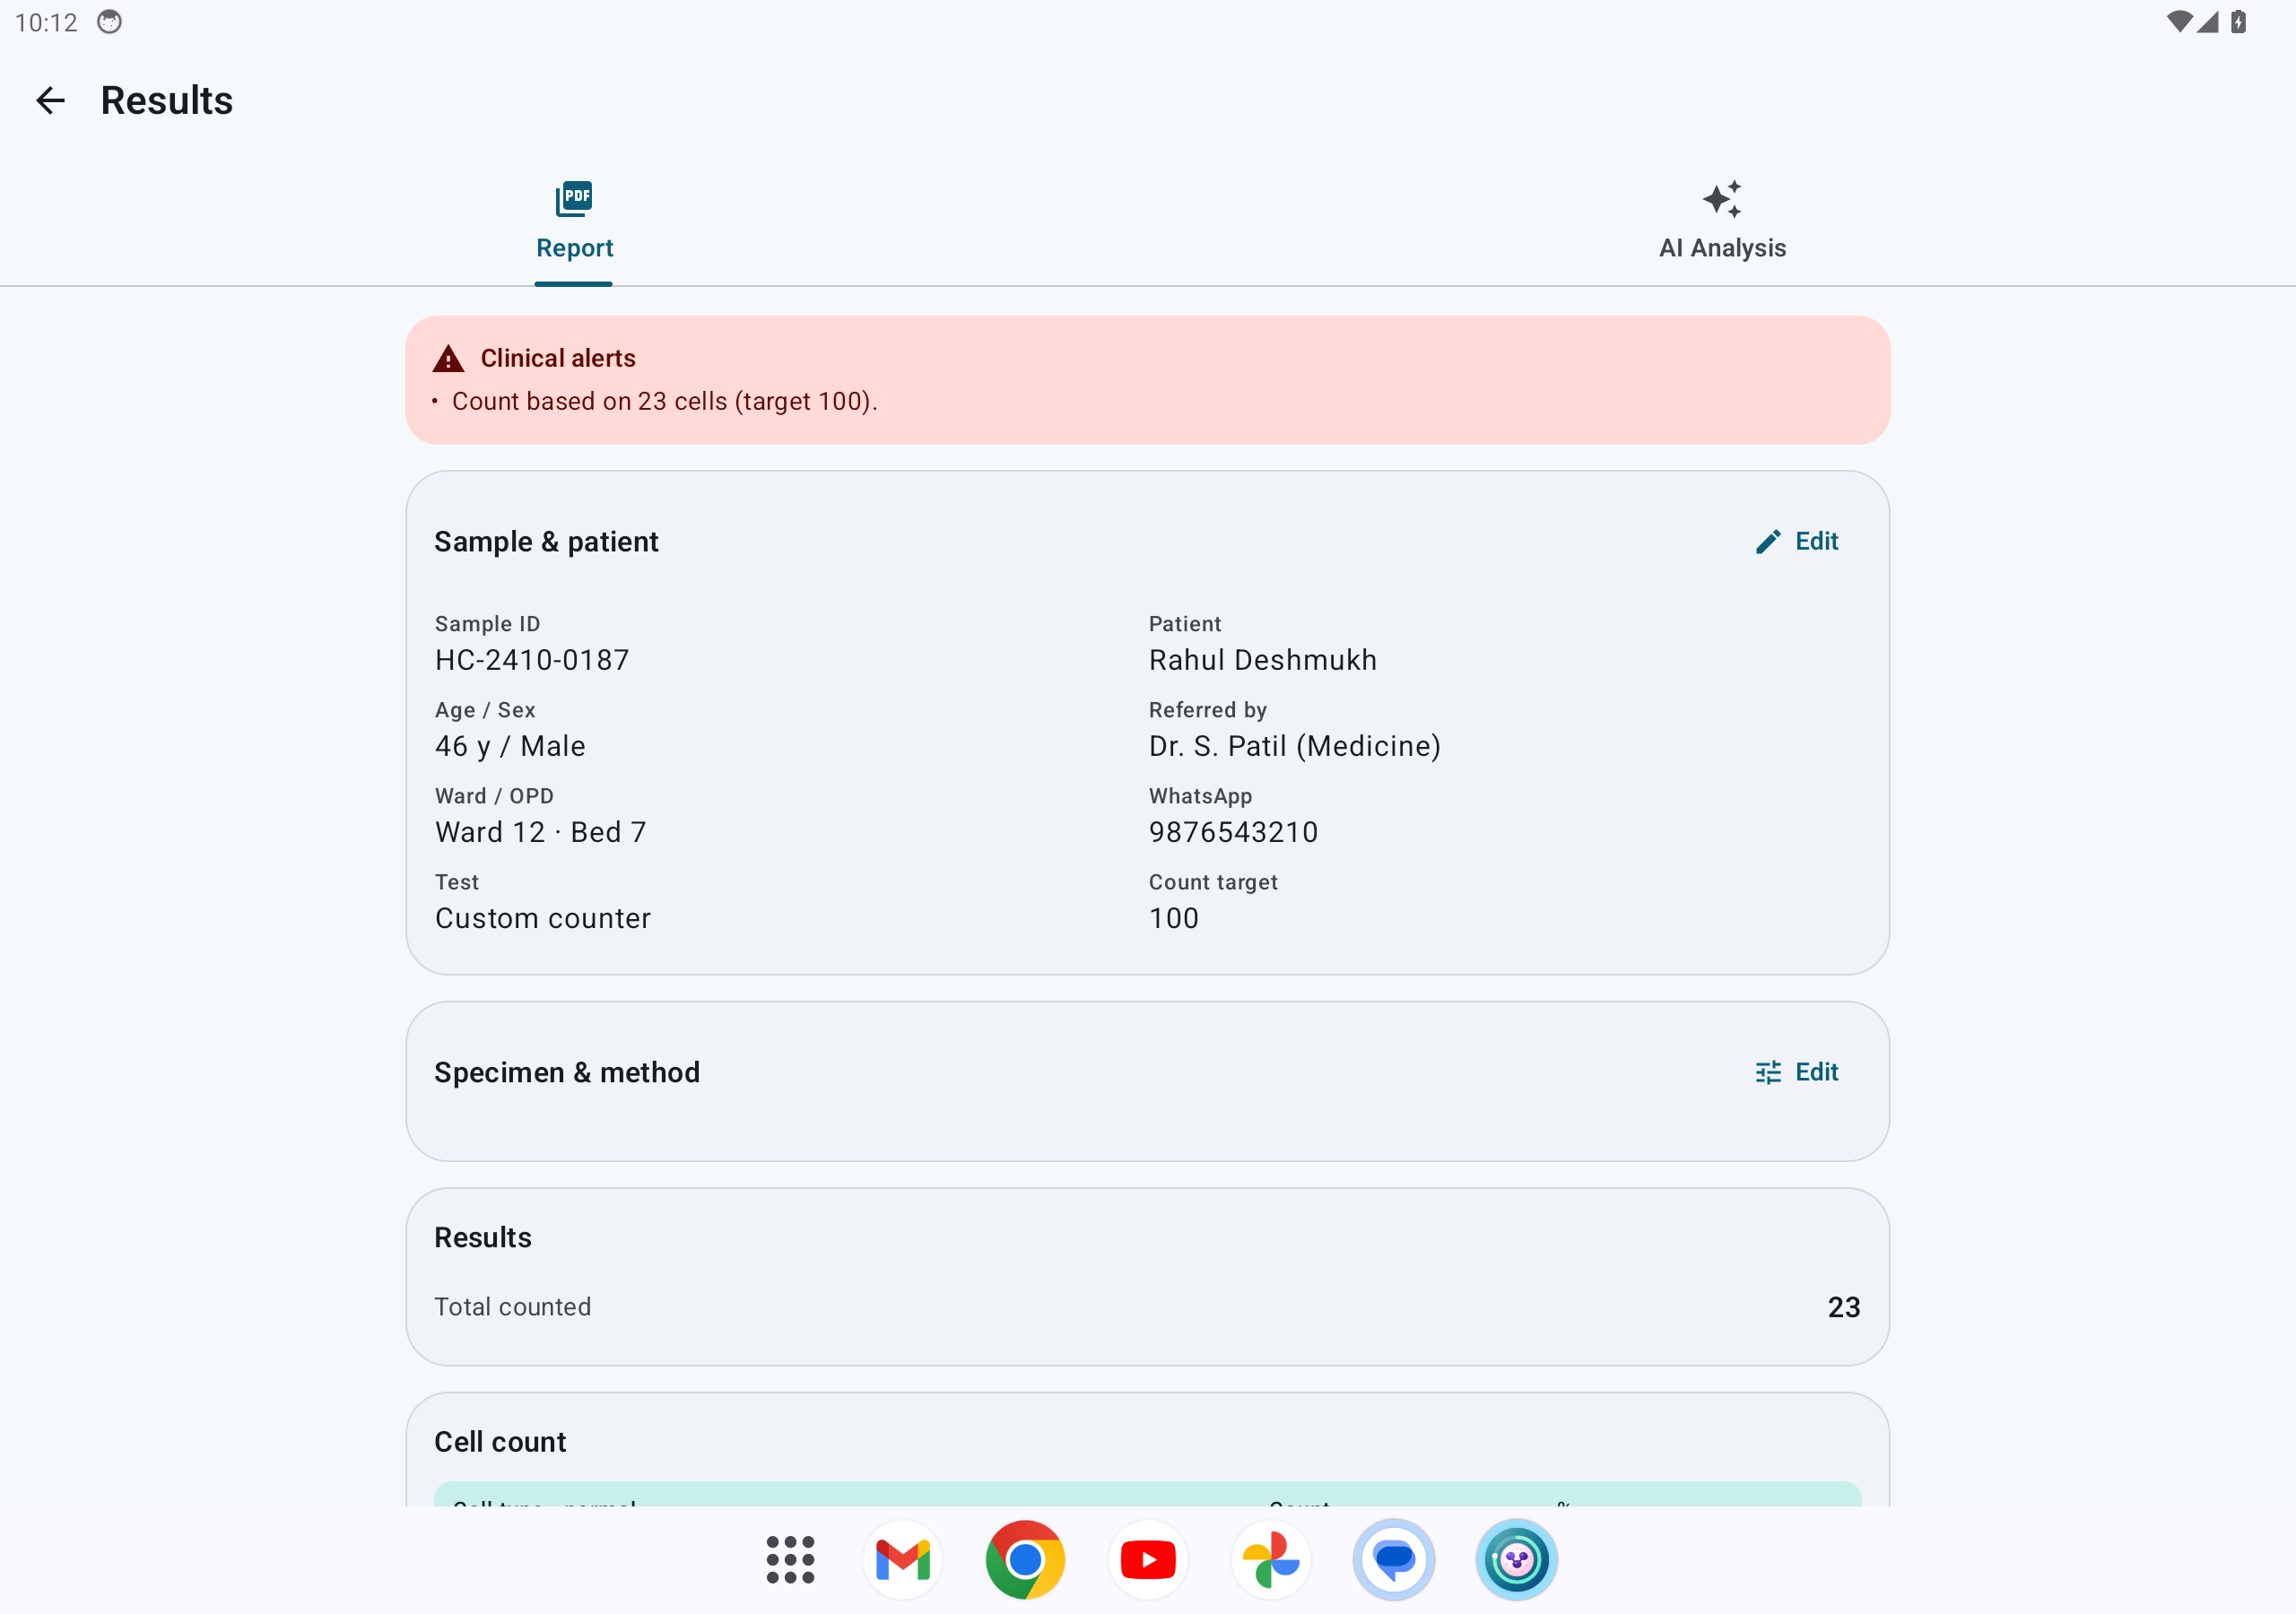 10:12
Results
PDF
Report
AI Analysis
Clinical alerts
• Count based on 23 cells (target 100).
Sample & patient
Edit
Sample ID
HC-2410-0187
Patient
Rahul Deshmukh
Age / Sex
46 y / Male
Referred by
Dr. S. Patil (Medicine)
Ward / OPD
Ward 12 · Bed 7
WhatsApp
9876543210
Test
Custom counter
Count target
100
Specimen & method
Edit
Results
Total counted
23
Cell count
Count
%